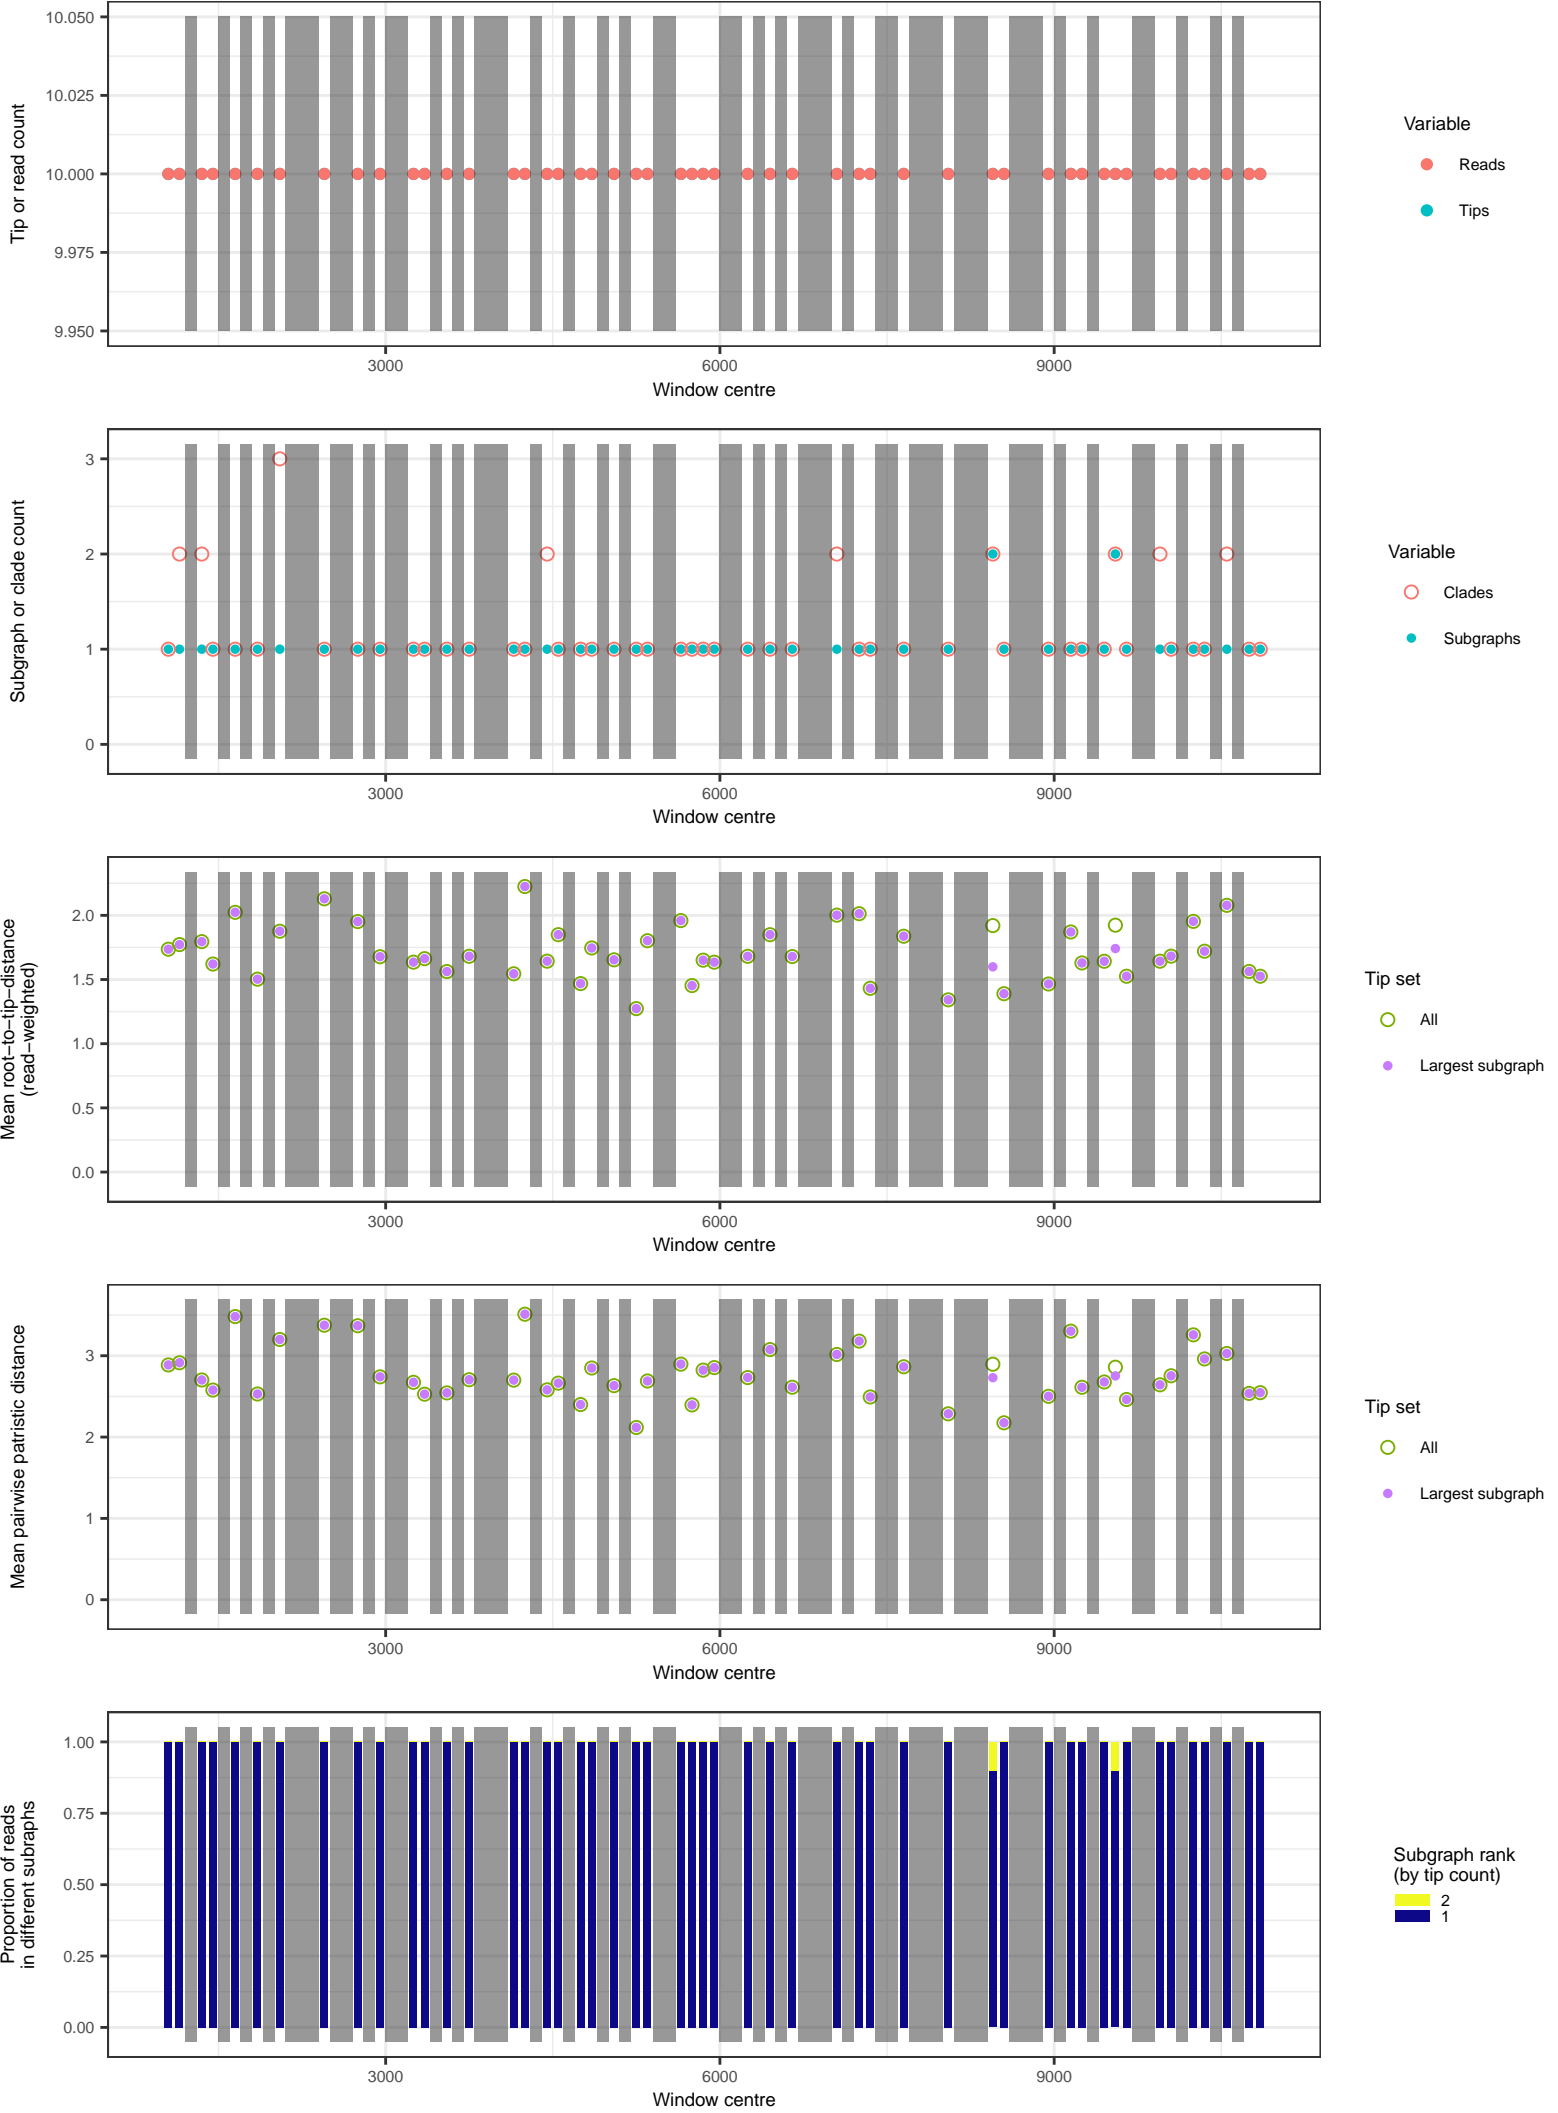 10.050
10.025
10.000
9.975
9.950
Tip or read count
3000
6000
9000
Window centre
Variable
Reads
Tips
3
2
1
0
Subgraph or clade count
3000
6000
9000
Window centre
Variable
Clades
Subgraphs
2.0
1.5
1.0
0.5
0.0
Mean root−to−tip−distance
(read−weighted)
3000
6000
9000
Window centre
Tip set
All
Largest subgraph
3
2
1
0
Mean pairwise patristic distance
3000
6000
9000
Window centre
Tip set
All
Largest subgraph
1.00
0.75
0.50
0.25
0.00
Proportion of reads
in different subraphs
3000
6000
9000
Window centre
Subgraph rank
(by tip count)
2
1